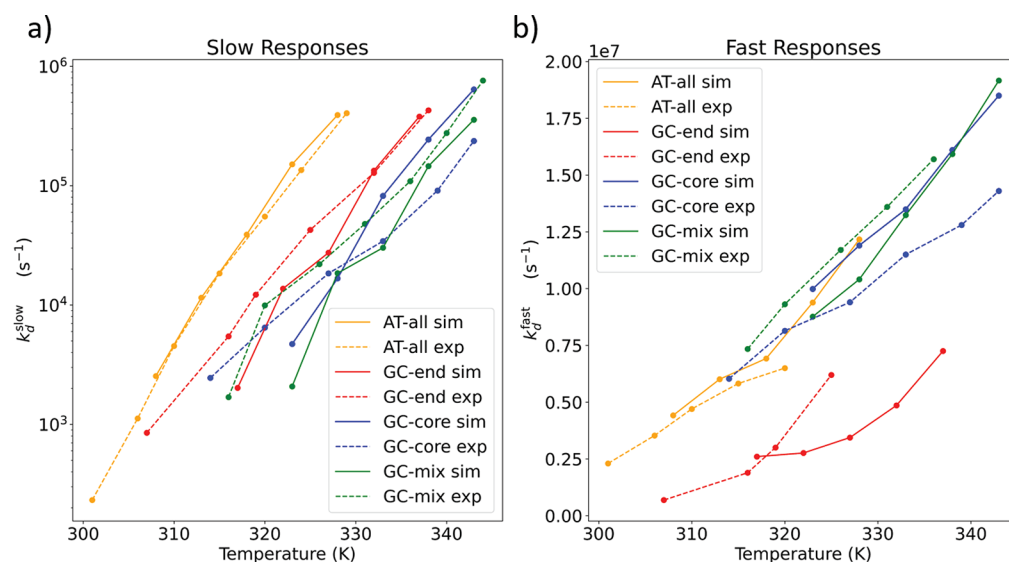 a)
Slow Responses
10^6
10^5
10^4
10^3
k_d^slow (s⁻¹)
AT-all sim
AT-all exp
GC-end sim
GC-end exp
GC-core sim
GC-core exp
GC-mix sim
GC-mix exp
300 310 320 330 340
Temperature (K)
b)
Fast Responses
1e7
2.00
1.75
1.50
1.25
1.00
0.75
0.50
0.25
0.00
k_d^fast (s⁻¹)
AT-all sim
AT-all exp
GC-end sim
GC-end exp
GC-core sim
GC-core exp
GC-mix sim
GC-mix exp
300 310 320 330 340
Temperature (K)